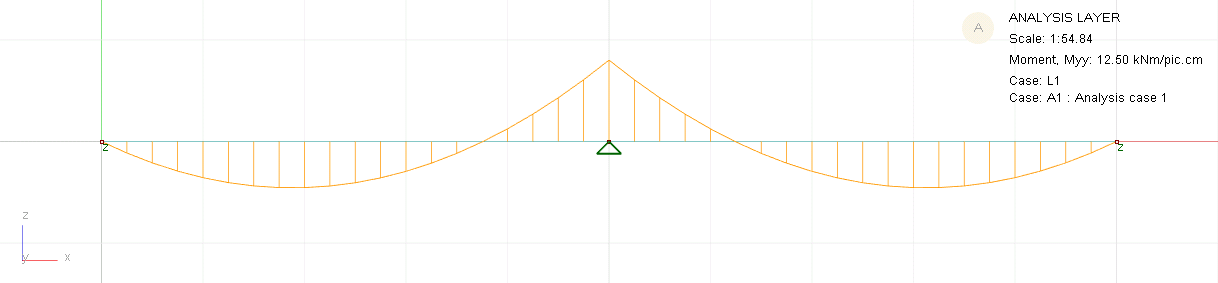 A
ANALYSIS LAYER
Scale: 1:54.84
Moment, Myy: 12.50 kNm/pic.cm
Case: L1
Case: A1 : Analysis case 1
z
z
z
y
x